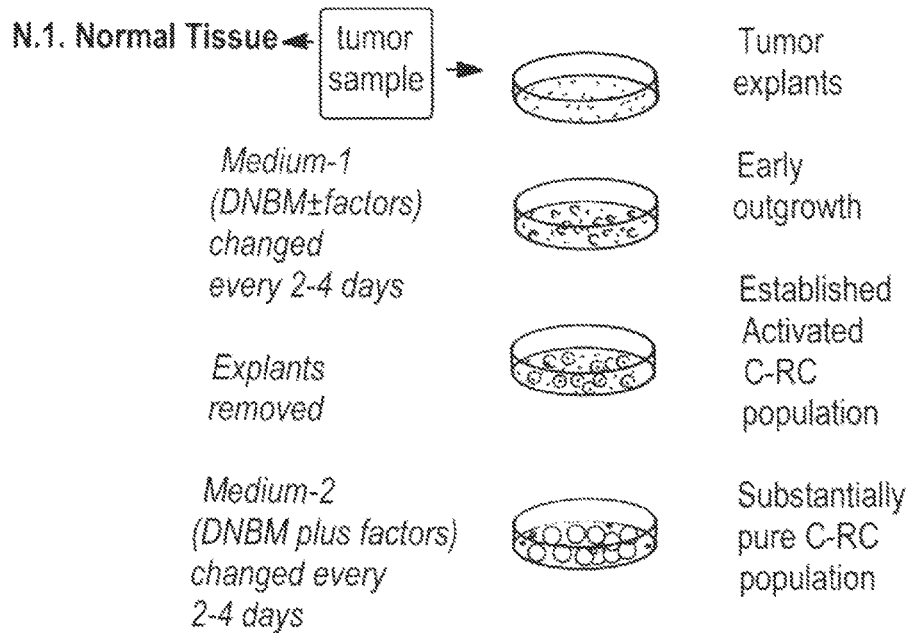 N.1. Normal Tissue
tumor
sample
Tumor
explants
Medium-1
(DNBM±factors)
changed
every 2-4 days
Early
outgrowth
Explants
removed
Established
Activated
C-RC
population
Medium-2
(DNBM plus factors)
changed every
2-4 days
Substantially
pure C-RC
population